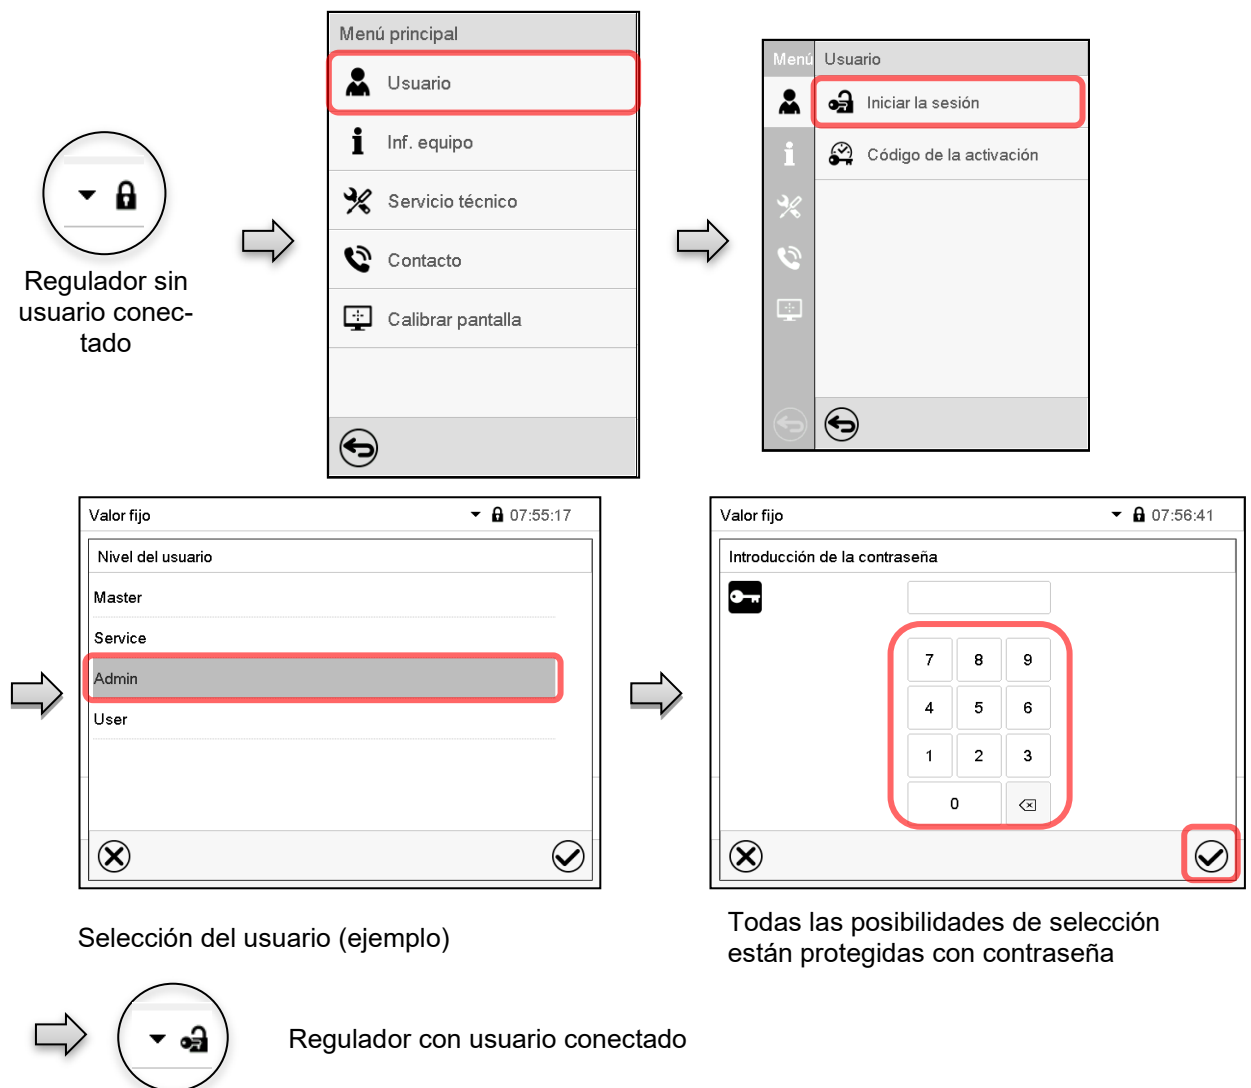 Menú principal
Usuario
Inf. equipo
Servicio técnico
Contacto
Calibrar pantalla
Regulador sin
usuario conec-
tado
Menú
Usuario
Iniciar la sesión
Código de la activación
Valor fijo
07:55:17
Nivel del usuario
Master
Service
Admin
User
Selección del usuario (ejemplo)
Valor fijo
07:56:41
Introducción de la contraseña
7 8 9
4 5 6
1 2 3
0
Todas las posibilidades de selección
están protegidas con contraseña
Regulador con usuario conectado